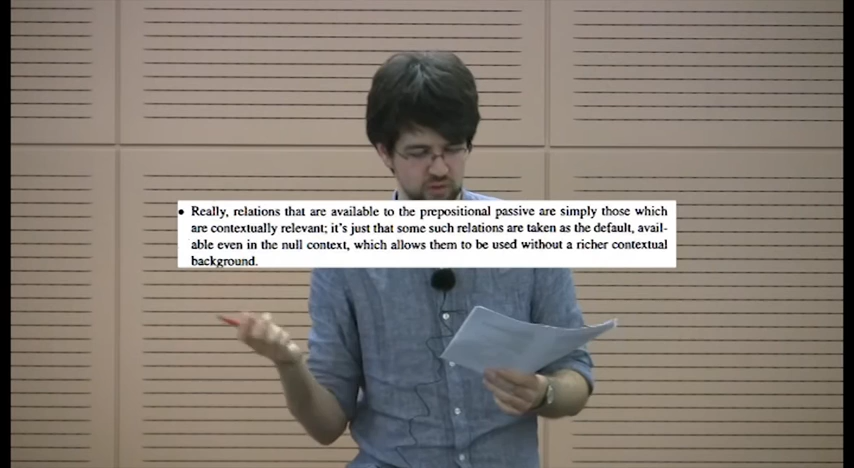 • Really, relations that are available to the prepositional passive are simply those which
are contextually relevant; it's just that some such relations are taken as the default, avail-
able even in the null context, which allows them to be used without a richer contextual
background.